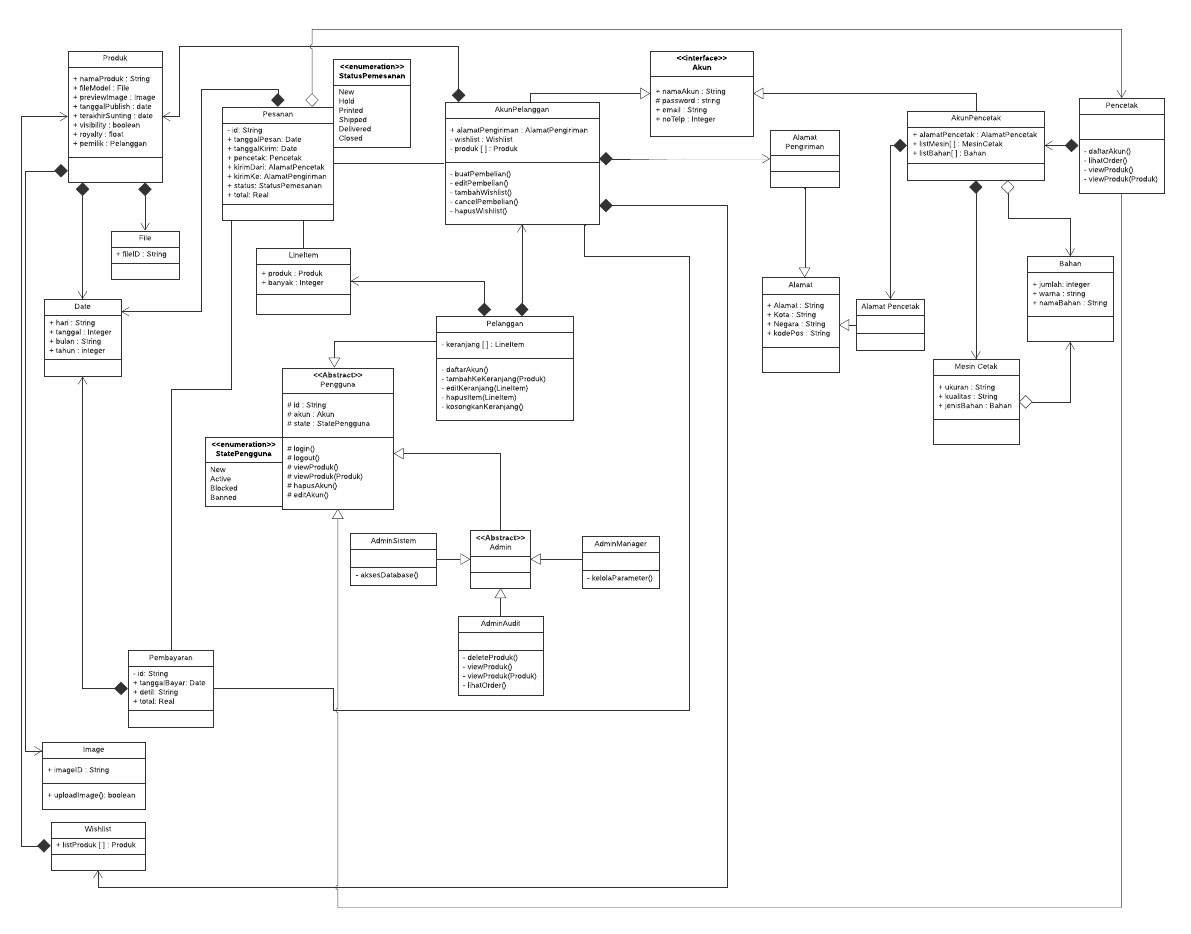 Produk
+ namaProduk : String
+ fileModel : File
+ previewImage : Image
+ tanggalPublish : date
+ terakhirSunting : date
+ visibility : boolean
+ royalty : float
+ pemilik : Pelanggan
Pesanan
- id: String
+ tanggalPesan: Date
+ tanggalKirim: Date
+ pencetak: Pencetak
+ kirimDari: AlamatPencetak
+ kirimKe: AlamatPengiriman
+ status: StatusPemesanan
+ total: Real
<<enumeration>>
StatusPemesanan
New
Hold
Printed
Shipped
Delivered
Closed
AkunPelanggan
+ alamatPengiriman : AlamatPengiriman
- wishlist : Wishlist
- produk [ ] : Produk
- buatPembelian()
- editPembelian()
- tambahWishlist()
- cancelPembelian()
- hapusWishlist()
<<interface>>
Akun
+ namaAkun : String
# password : string
+ email : String
+ noTelp : Integer
Alamat
Pengiriman
AkunPencetak
+ alamatPencetak : AlamatPencetak
+ listMesin[ ] : MesinCetak
+ listBahan[ ] : Bahan
Pencetak
- daftarAkun()
- lihatOrder()
- viewProduk()
- viewProduk(Produk)
File
+ fileID : String
LineItem
+ produk : Produk
+ banyak : Integer
Date
+ hari : String
+ tanggal : Integer
+ bulan : String
+ tahun : integer
Pelanggan
- keranjang [ ] : LineItem
- daftarAkun()
- tambahKeKeranjang(Produk)
- editKeranjang(LineItem)
- hapusItem(LineItem)
- kosongkanKeranjang()
Alamat
+ Alamat : String
+ Kota : String
+ Negara : String
+ kodePos : String
Alamat Pencetak
Bahan
+ jumlah: integer
+ warna : string
+ namaBahan : String
Mesin Cetak
+ ukuran : String
+ kualitas : String
+ jenisBahan : Bahan
<<Abstract>>
Pengguna
# id : String
# akun : Akun
# state : StatePengguna
# login()
# logout()
# viewProduk()
# viewProduk(Produk)
# hapusAkun()
# editAkun()
<<enumeration>>
StatePengguna
New
Active
Blocked
Banned
AdminSistem
- aksesDatabase()
<<Abstract>>
Admin
AdminManager
- kelolaParameter()
AdminAudit
- deleteProduk()
- viewProduk()
- viewProduk(Produk)
- lihatOrder()
Pembayaran
- id: String
+ tanggalBayar: Date
+ detil: String
+ total: Real
Image
+ imageID : String
+ uploadImage(): boolean
Wishlist
+ listProduk [ ] : Produk